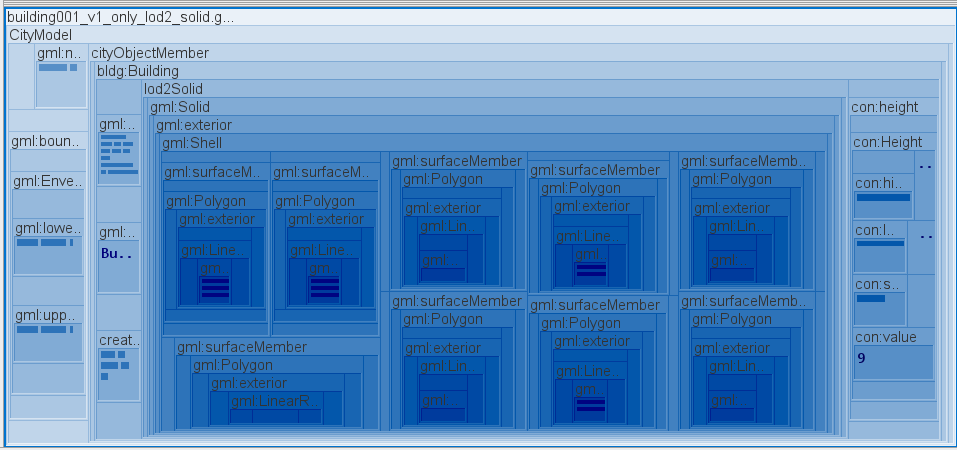 building001_v1_only_lod2_solid.g...
CityModel
gml:n..
cityObjectMember
bldg:Building
lod2Solid
gml:Solid
con:height
gml:...
gml:exterior
gml:boun..
gml:Shell
con:Height
gml:surfaceMember
gml:surfaceM..
gml:surfaceM..
gml:surfaceMember
gml:surfaceMemb..
..
gml:Enve..
gml:Polygon
gml:Polygon
gml:Polygon
con:hi..
gml:Polygon
gml:Polygon
gml:exterior
gml:exterior
gml:exterior
gml:exterior
gml:exterior
gml:lowe..
gml:...
gml:Lin..
gml:Lin...
con:l...
..
gml:Line..
gml:Line..
gml:Line..
Bu..
gm...
gml:...
gml:...
gm...
gm...
con:s..
gml:surfaceMember
gml:surfaceMember
gml:surfaceMemb..
gml:upp..
gml:Polygon
gml:Polygon
gml:Polygon
creat..
gml:surfaceMember
gml:exterior
gml:exterior
gml:exterior
con:value
9
gml:Polygon
gml:Lin..
gml:Line..
gml:Lin...
gml:exterior
gm...
gml:LinearR...
gml:...
gml:...